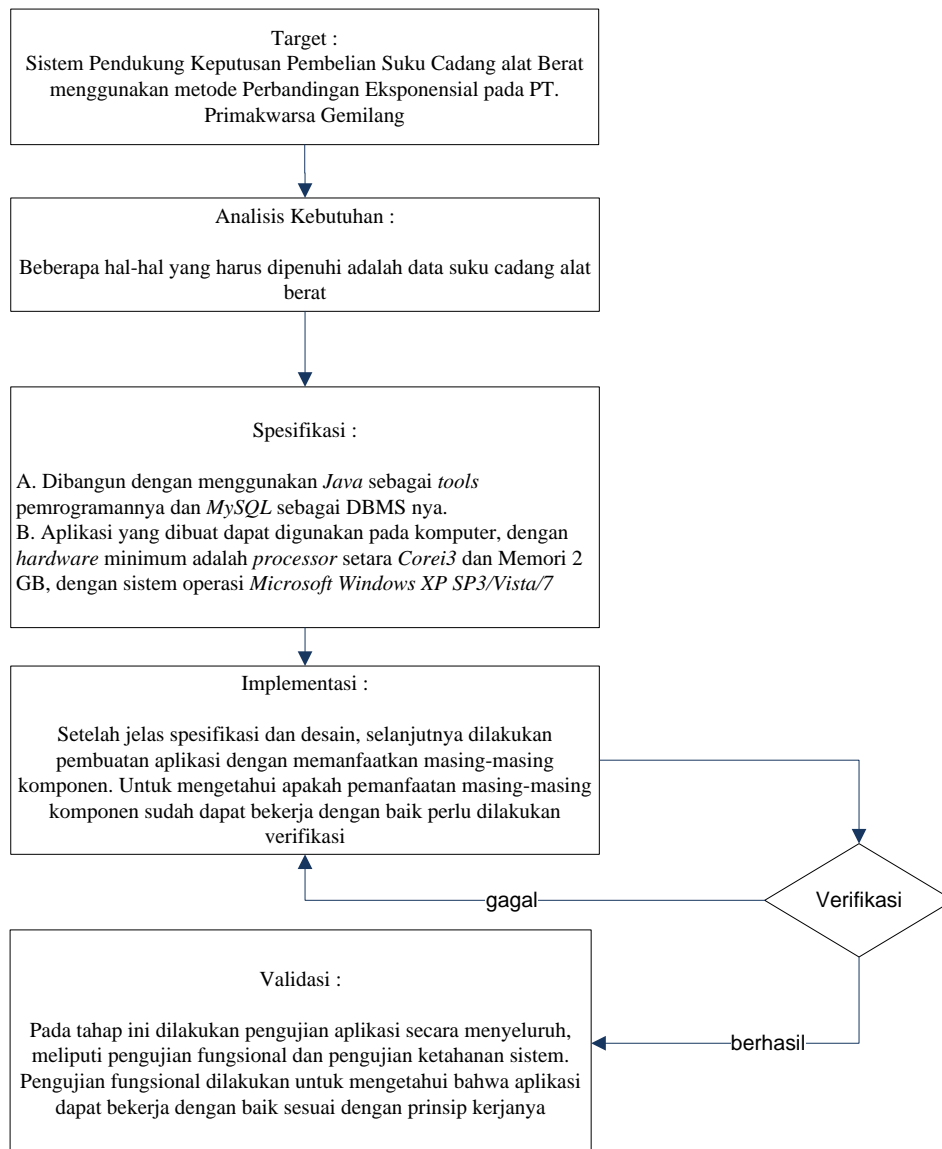 Target :
Sistem Pendukung Keputusan Pembelian Suku Cadang alat Berat
menggunakan metode Perbandingan Eksponensial pada PT.
Primakwarsa Gemilang
Analisis Kebutuhan :
Beberapa hal-hal yang harus dipenuhi adalah data suku cadang alat
berat
Spesifikasi :
A. Dibangun dengan menggunakan Java sebagai tools
pemrogramannya dan MySQL sebagai DBMS nya.
B. Aplikasi yang dibuat dapat digunakan pada komputer, dengan
hardware minimum adalah processor setara Corei3 dan Memori 2
GB, dengan sistem operasi Microsoft Windows XP SP3/Vista/7
Implementasi :
Setelah jelas spesifikasi dan desain, selanjutnya dilakukan
pembuatan aplikasi dengan memanfaatkan masing-masing
komponen. Untuk mengetahui apakah pemanfaatan masing-masing
komponen sudah dapat bekerja dengan baik perlu dilakukan
verifikasi
Verifikasi
gagal
berhasil
Validasi :
Pada tahap ini dilakukan pengujian aplikasi secara menyeluruh,
meliputi pengujian fungsional dan pengujian ketahanan sistem.
Pengujian fungsional dilakukan untuk mengetahui bahwa aplikasi
dapat bekerja dengan baik sesuai dengan prinsip kerjanya